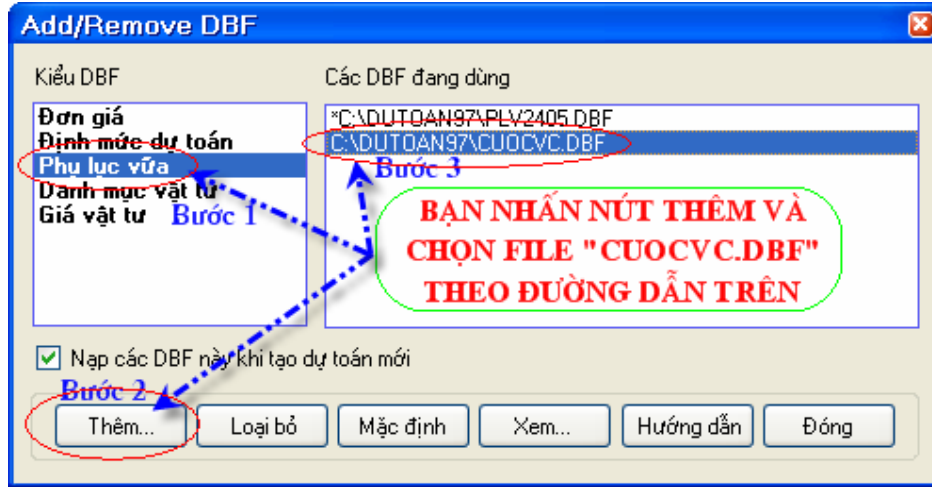 Add/Remove DBF
Kiểu DBF
Các DBF đang dùng
Đơn giá
Định mức dự toán
Phụ lục vữa
Danh mục vật tư
Giá vật tư
*C:\DUTOAN97\PLV2405.DBF
C:\DUTOAN97\CUOCVC.DBF
Bước 1
Bước 3
BẠN NHẤN NÚT THÊM VÀ
CHỌN FILE "CUOCVC.DBF"
THEO ĐƯỜNG DẪN TRÊN
Nạp các DBF này khi tạo dự toán mới
Bước 2
Thêm... Loại bỏ Mặc định Xem... Hướng dẫn Đóng